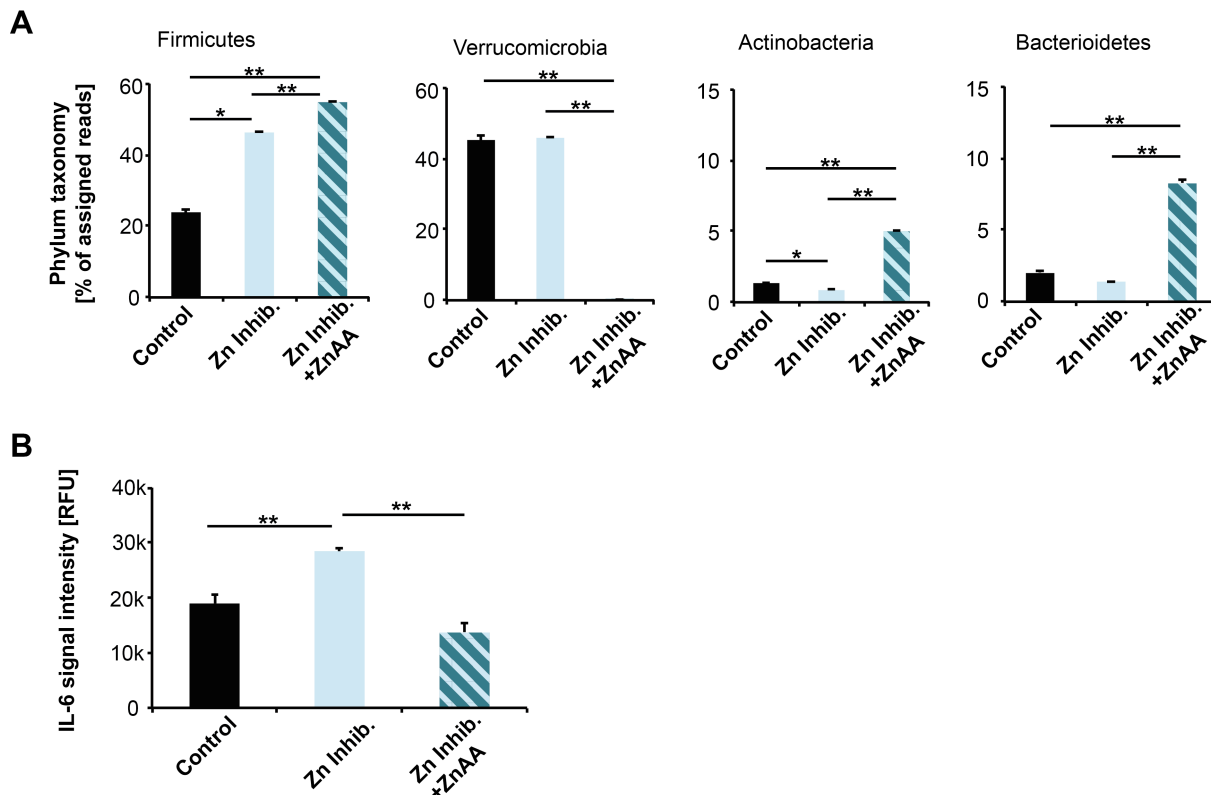 A
Firmicutes
Verrucomicrobia
Actinobacteria
Bacterioidetes
Phylum taxonomy
[% of assigned reads]
60
40
20
0
**
**
*
Control
Zn Inhib.
Zn Inhib.
+ZnAA
60
40
20
0
**
**
Control
Zn Inhib.
Zn Inhib.
+ZnAA
15
10
5
0
**
**
*
Control
Zn Inhib.
Zn Inhib.
+ZnAA
15
10
5
0
**
**
Control
Zn Inhib.
Zn Inhib.
+ZnAA
B
IL-6 signal intensity [RFU]
40k
30k
20k
10k
0
**
**
Control
Zn Inhib.
Zn Inhib.
+ZnAA